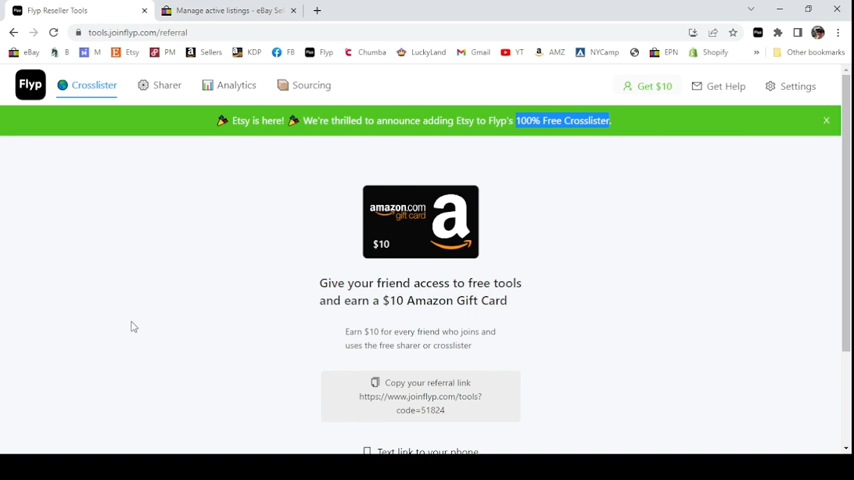 Flyp Reseller Tools
Manage active listings - eBay Sel
tools.joinflyp.com/referral
eBay B M Etsy PM Sellers KDP FB Flyp Chumba LuckyLand Gmail YT AMZ NYCamp EPN Shopify » Other bookmarks
Flyp Crosslister Sharer Analytics Sourcing Get $10 Get Help Settings
Etsy is here! We're thrilled to announce adding Etsy to Flyp's 100% Free Crosslister.
amazon.com
gift card
a
$10
Give your friend access to free tools
and earn a $10 Amazon Gift Card
Earn $10 for every friend who joins and
uses the free sharer or crosslister
Copy your referral link
https://www.joinflyp.com/tools?
code=51824
Text link to your phone